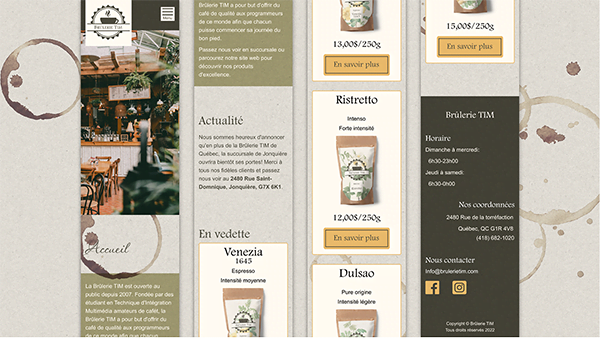 BRÛLERIE TIM
Menu
Accueil
La Brûlerie TIM est ouverte au
public depuis 2007. Fondée par des
étudiant en Technique d'Intégration
Multimédia amateurs de cafét, la
Brûlerie TIM a pour but d'offrir du
café de qualité aux programmeurs
de ce monde afin que chacun
Brûlerie TIM a pour but d'offrir du
café de qualité aux programmeurs
de ce monde afin que chacun
puisse commencer sa journée du
bon pied.
Passez nous voir en succursale ou
parcourez notre site web pour
découvrir nos produits
d'excellence.
Actualité
Nous sommes heureux d'annoncer
qu'en plus de la Brûlerie TIM de
Québec, la succursale de Jonquière
ouvrira bientôt ses portes! Merci à
tous nos fidèles clients et passez
nous voir au 2480 Rue Saint-
Domnique, Jonquière, G7X 6K1
En vedette
Venezia
1645
Espresso
Intensité moyenne
13,00$/250g
En savoir plus
Ristretto
Intenso
Forte intensité
12,00$/250g
En savoir plus
Dulsao
Pure origine
Intensité légère
15,00$/250g
En savoir plus
Brûlerie TIM
Horaire
Dimanche à mercredi:
6h30-23h00
Jeudi à samedi:
6h30-0h00
Nos coordonnées
2480 Rue de la torréfaction
Québec, QC G1R 4V8
(418) 682-1020
Nous contacter
Info@brulerietim.com
Copyright © Brûlerie TIM
Tous droits réservés 2022